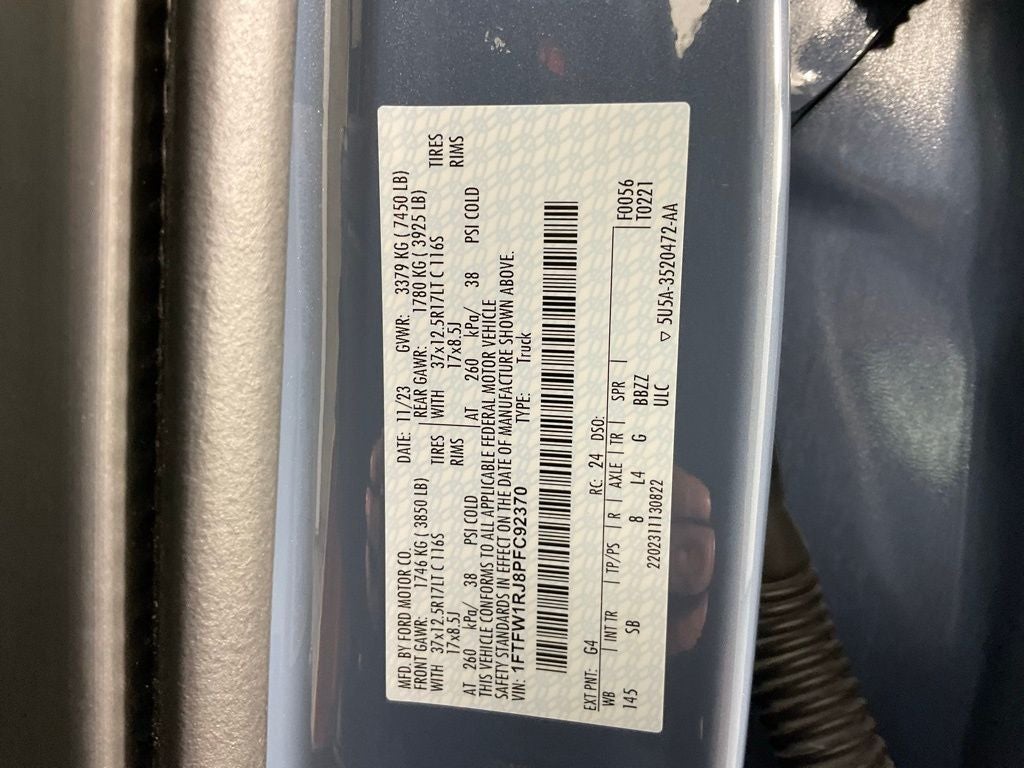 MFD. BY FORD MOTOR CO. DATE: 11/23 GVWR: 3379 KG ( 7450 LB)
FRONT GAWR: 1746 KG ( 3850 LB) REAR GAWR: 1780 KG ( 3925 LB)
WITH 37x12.5R17LT C 116S TIRES WITH 37x12.5R17LT C 116S TIRES
17x8.5J RIMS 17x8.5J RIMS
AT 260 kPa/ 38 PSI COLD AT 260 kPa/ 38 PSI COLD
THIS VEHICLE CONFORMS TO ALL APPLICABLE FEDERAL MOTOR VEHICLE
SAFETY STANDARDS IN EFFECT ON THE DATE OF MANUFACTURE SHOWN ABOVE.
VIN: 1FTFW1RJ8PFC92370 TYPE: Truck
EXT PNT: G4 RC: 24 DSO: F0056
WB INT TR TP/PS R AXLE TR SPR T0221
145 SB 8 L4 G BBZZ
220231113082​2 ULC ▽ 5U5A-3520472-AA